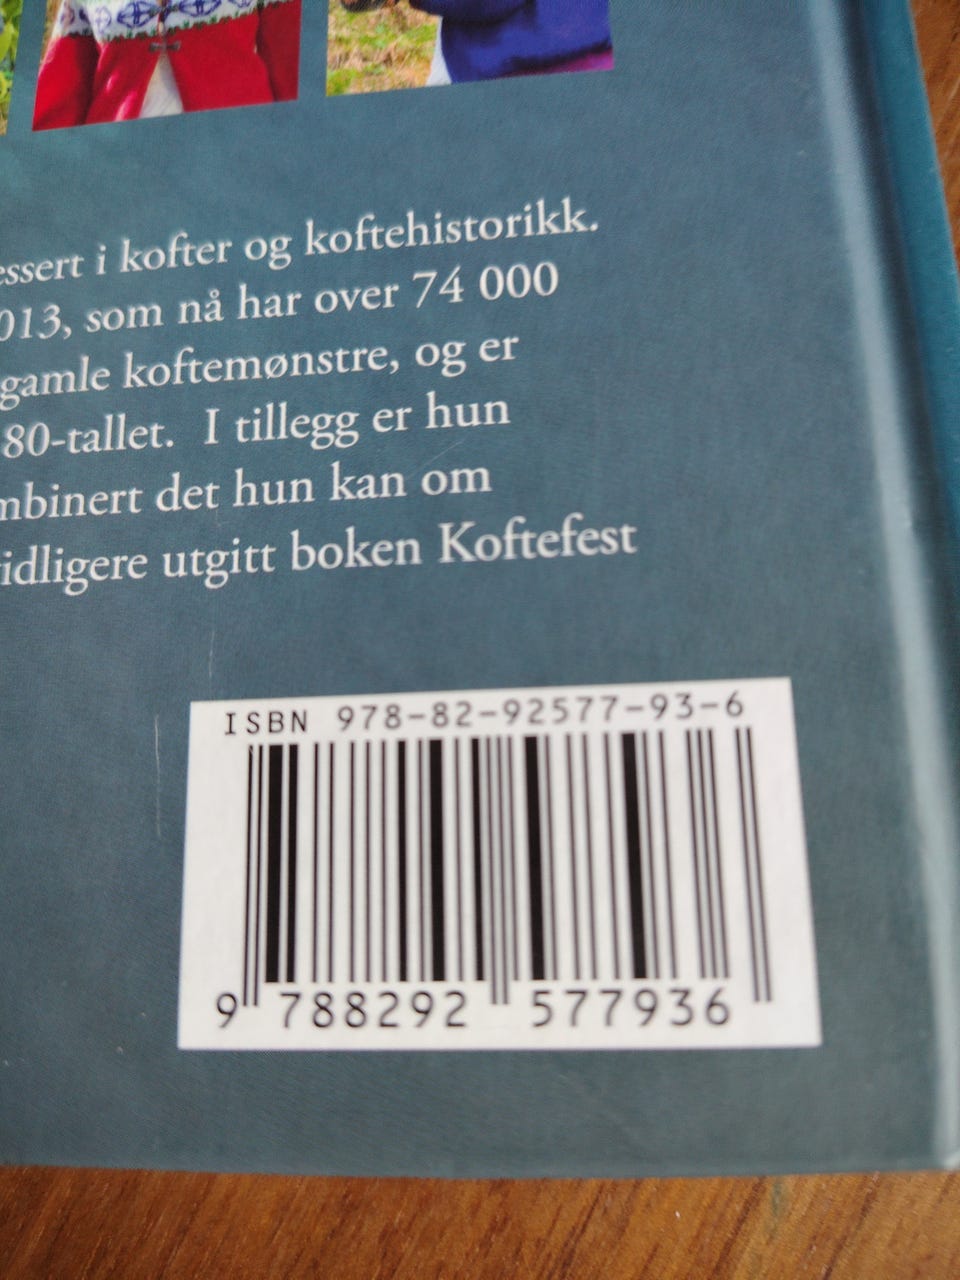 i kofter og koftehistorikk.
013, som nå har over 74 000
gamle koftemønstre, og er
80-tallet. I tillegg er hun
mbinert det hun kan om
idligere utgitt boken Koftefest
ISBN 978-82-92577-93-6
9 788292 577936